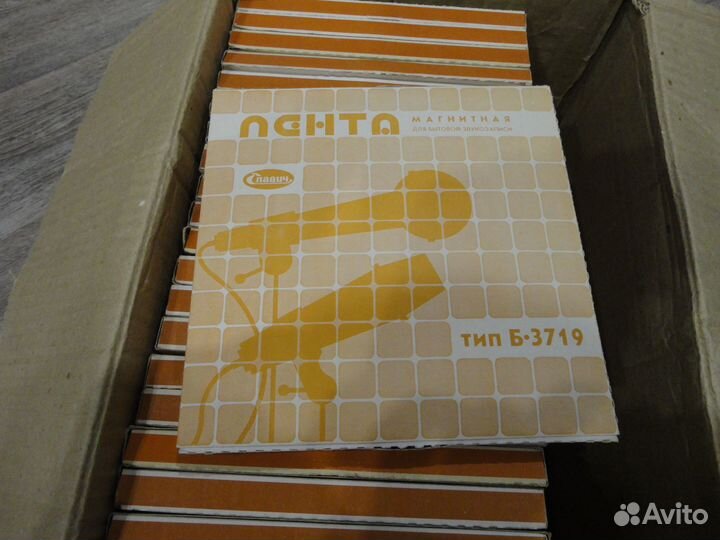 ЛЕНТА
МАГНИТНАЯ
ДЛЯ БЫТОВОЙ ЗВУКОЗАПИСИ
Славич
ТИП Б-3719
Avito